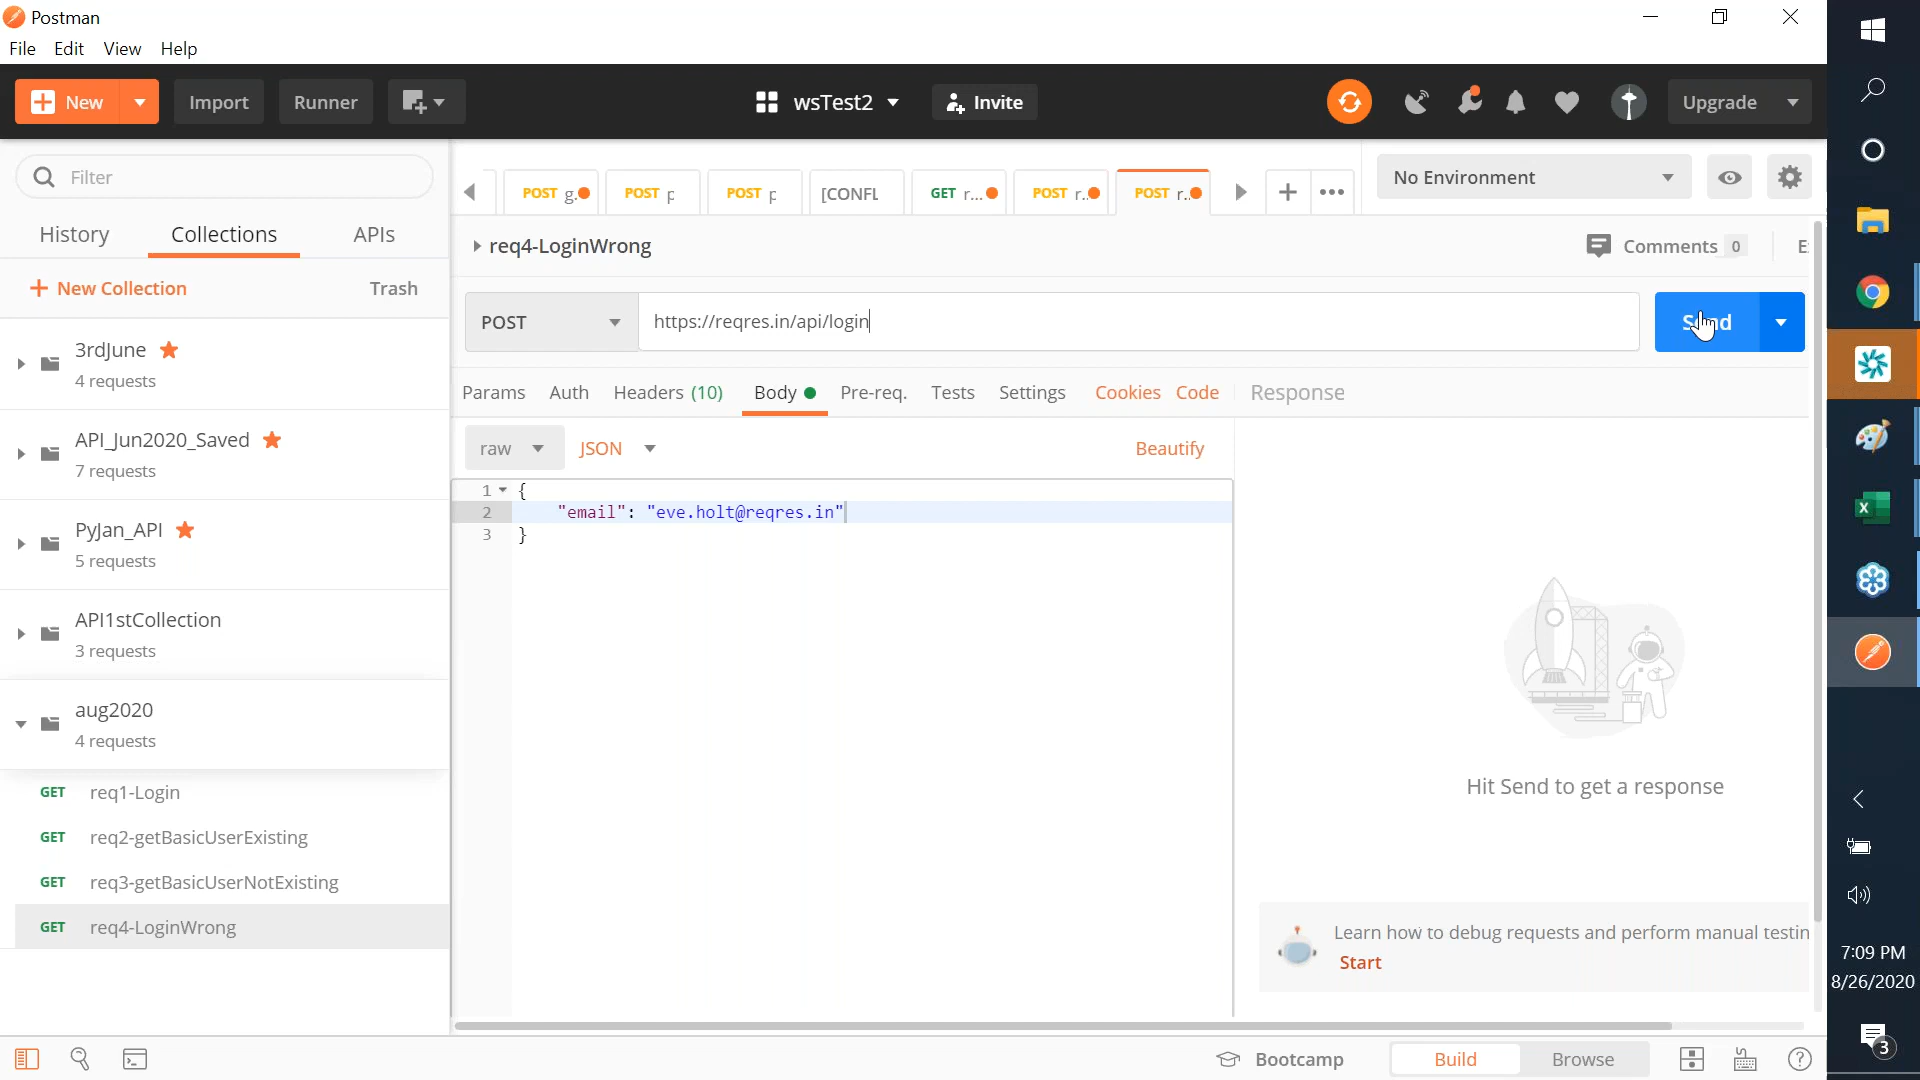 Postman
File Edit View Help
New Import Runner wsTest2 Invite Upgrade
Filter
POST g. POST POST [CONFL GET r... POST r.. POST r.. No Environment
History Collections APIs
req4-LoginWrong Comments 0
New Collection Trash
POST https://reqres.in/api/login Send
3rdJune
4 requests
Params Auth Headers (10) Body Pre-req. Tests Settings Cookies Code Response
raw JSON Beautify
API_Jun2020_Saved
7 requests
1 {
2 "email": "eve.holt@reqres.in"
3 }
PyJan_API
5 requests
API1stCollection
3 requests
aug2020
4 requests
Hit Send to get a response
GET req1-Login
GET req2-getBasicUserExisting
GET req3-getBasicUserNotExisting
GET req4-LoginWrong
Learn how to debug requests and perform manual testin
Start
7:09 PM
8/26/2020
Bootcamp Build Browse
3